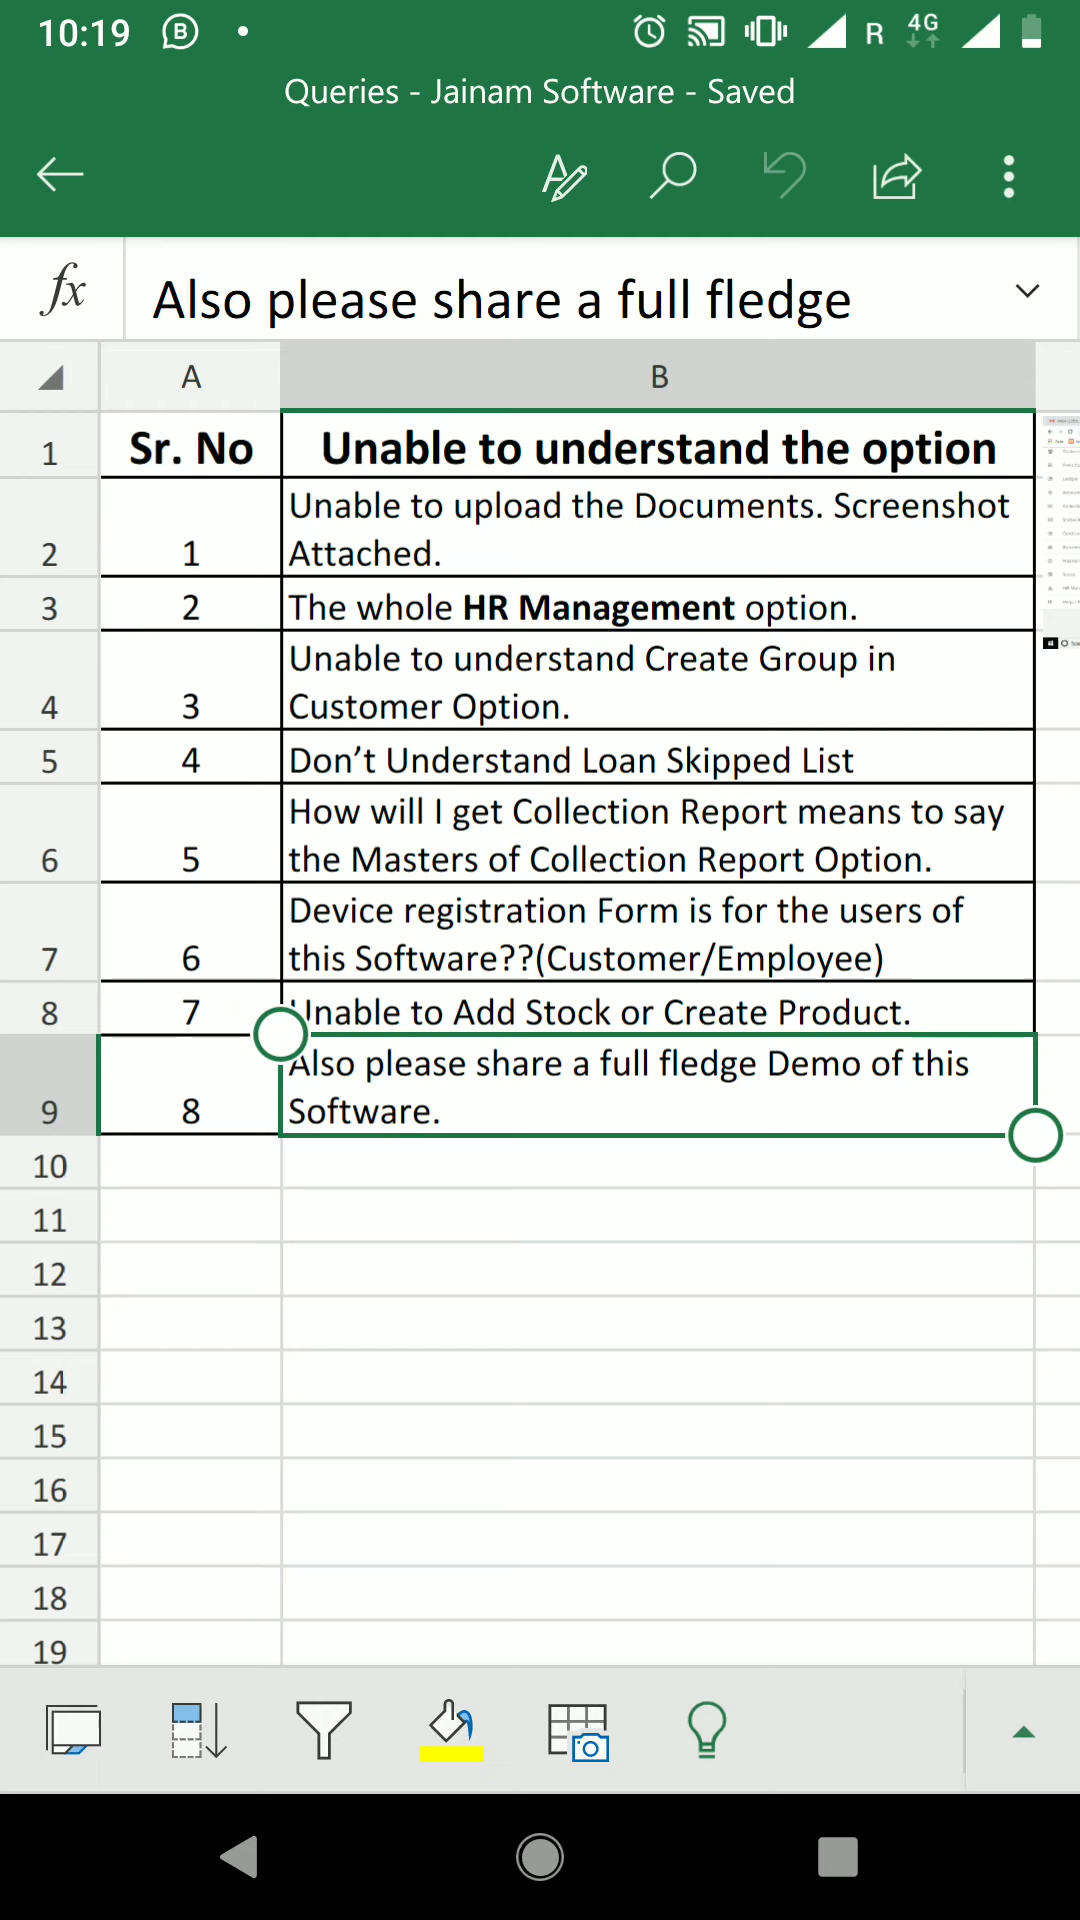 10:19 B R 4G
Queries - Jainam Software - Saved
fx Also please share a full fledge
A B
1 Sr. No Unable to understand the option
Unable to upload the Documents. Screenshot
2 1 Attached.
3 2 The whole HR Management option.
Unable to understand Create Group in
4 3 Customer Option.
5 4 Don’t Understand Loan Skipped List
How will I get Collection Report means to say
6 5 the Masters of Collection Report Option.
Device registration Form is for the users of
7 6 this Software??(Customer/Employee)
8 7 Unable to Add Stock or Create Product.
Also please share a full fledge Demo of this
9 8 Software.
10
11
12
13
14
15
16
17
18
19